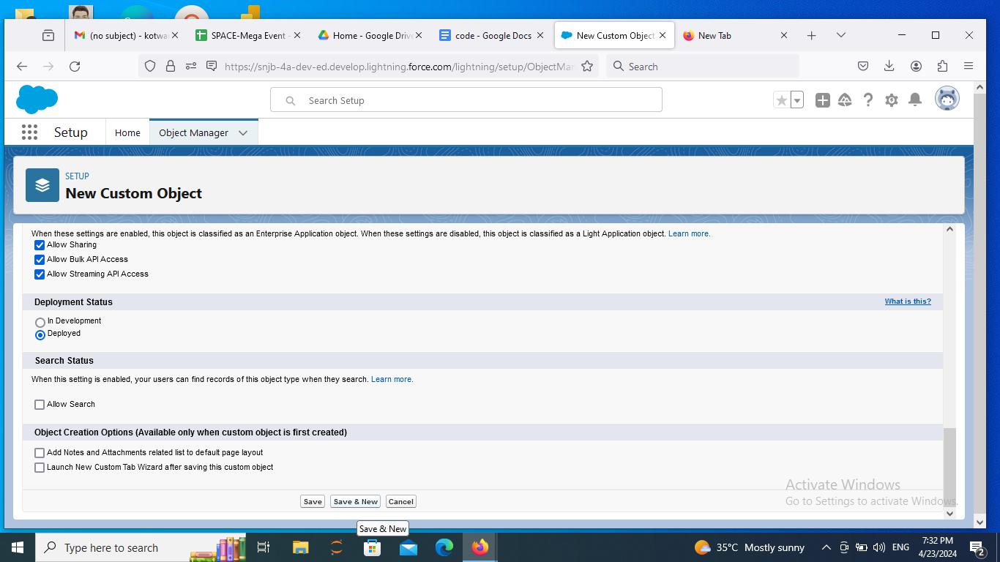 (no subject) - kotwa
SPACE-Mega Event -
Home - Google Drive
code - Google Docs
New Custom Object
New Tab
https://snjb-4a-dev-ed.develop.lightning.force.com/lightning/setup/ObjectMan
Search
Search Setup
Setup
Home
Object Manager
SETUP
New Custom Object
When these settings are enabled, this object is classified as an Enterprise Application object. When these settings are disabled, this object is classified as a Light Application object. Learn more.
Allow Sharing
Allow Bulk API Access
Allow Streaming API Access
Deployment Status
What is this?
In Development
Deployed
Search Status
When this setting is enabled, your users can find records of this object type when they search. Learn more.
Allow Search
Object Creation Options (Available only when custom object is first created)
Add Notes and Attachments related list to default page layout
Launch New Custom Tab Wizard after saving this custom object
Activate Windows
Go to Settings to activate Windows.
Save
Save & New
Cancel
Save & New
Type here to search
35°C Mostly sunny
ENG
7:32 PM
4/23/2024
2